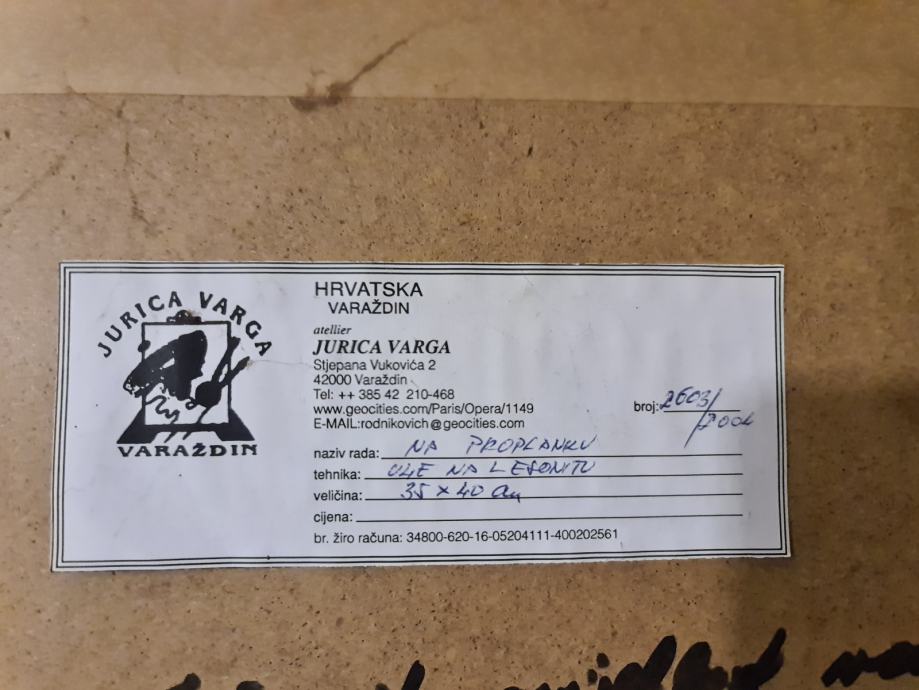 JURICA VARGA
VARAŽDIN
HRVATSKA
VARAŽDIN
atellier
JURICA VARGA
Stjepana Vukovića 2
42000 Varaždin
Tel: ++ 385 42 210-468
www.geocities.com/Paris/Opera/1149
E-MAIL:rodnikovich@geocities.com
broj: 2603/
naziv rada: NA PROPLANKU
tehnika: ULJE NA LESONITU
veličina: 35 x 40 cm
cijena:
br. žiro računa: 34800-620-16-05204111-400202561